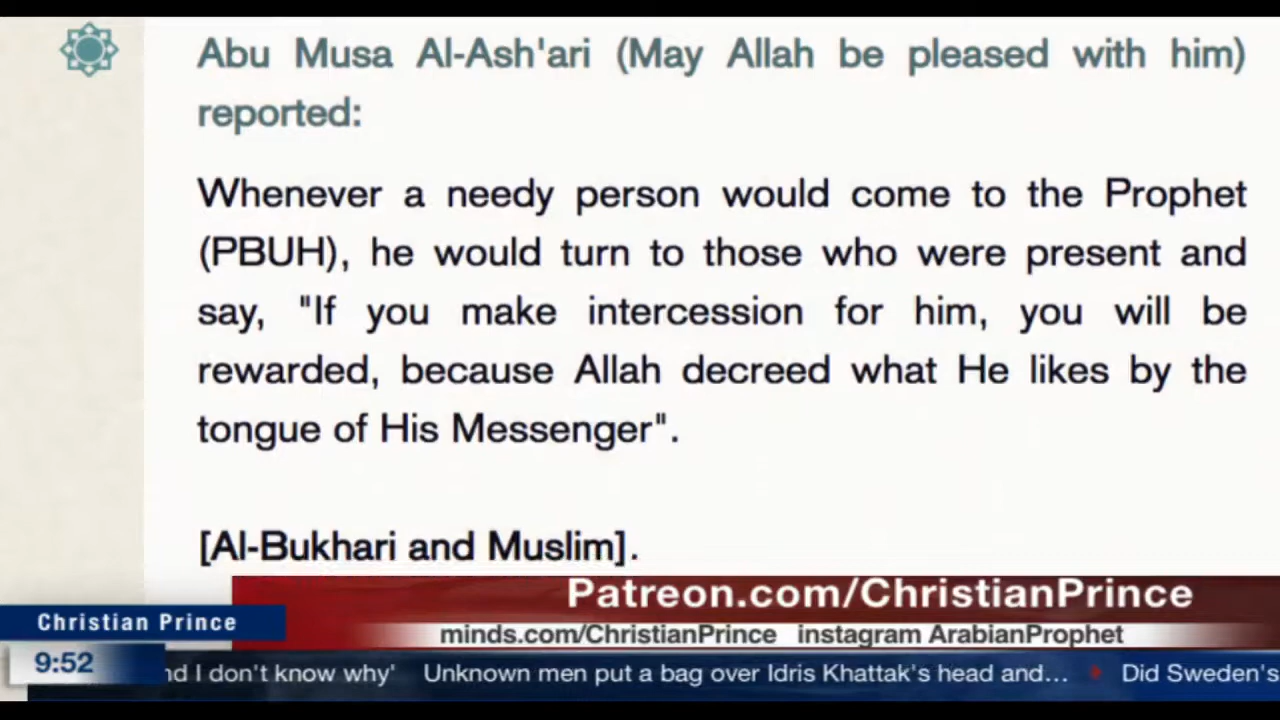 Abu Musa Al-Ash'ari (May Allah be pleased with him)
reported:
Whenever a needy person would come to the Prophet
(PBUH), he would turn to those who were present and
say, "If you make intercession for him, you will be
rewarded, because Allah decreed what He likes by the
tongue of His Messenger".
[Al-Bukhari and Muslim].
Patreon.com/ChristianPrince
Christian Prince
minds.com/ChristianPrince instagram ArabianProphet
9:52
I don't know why' Unknown men put a bag over Idris Khattak's head and... Did Sweden's